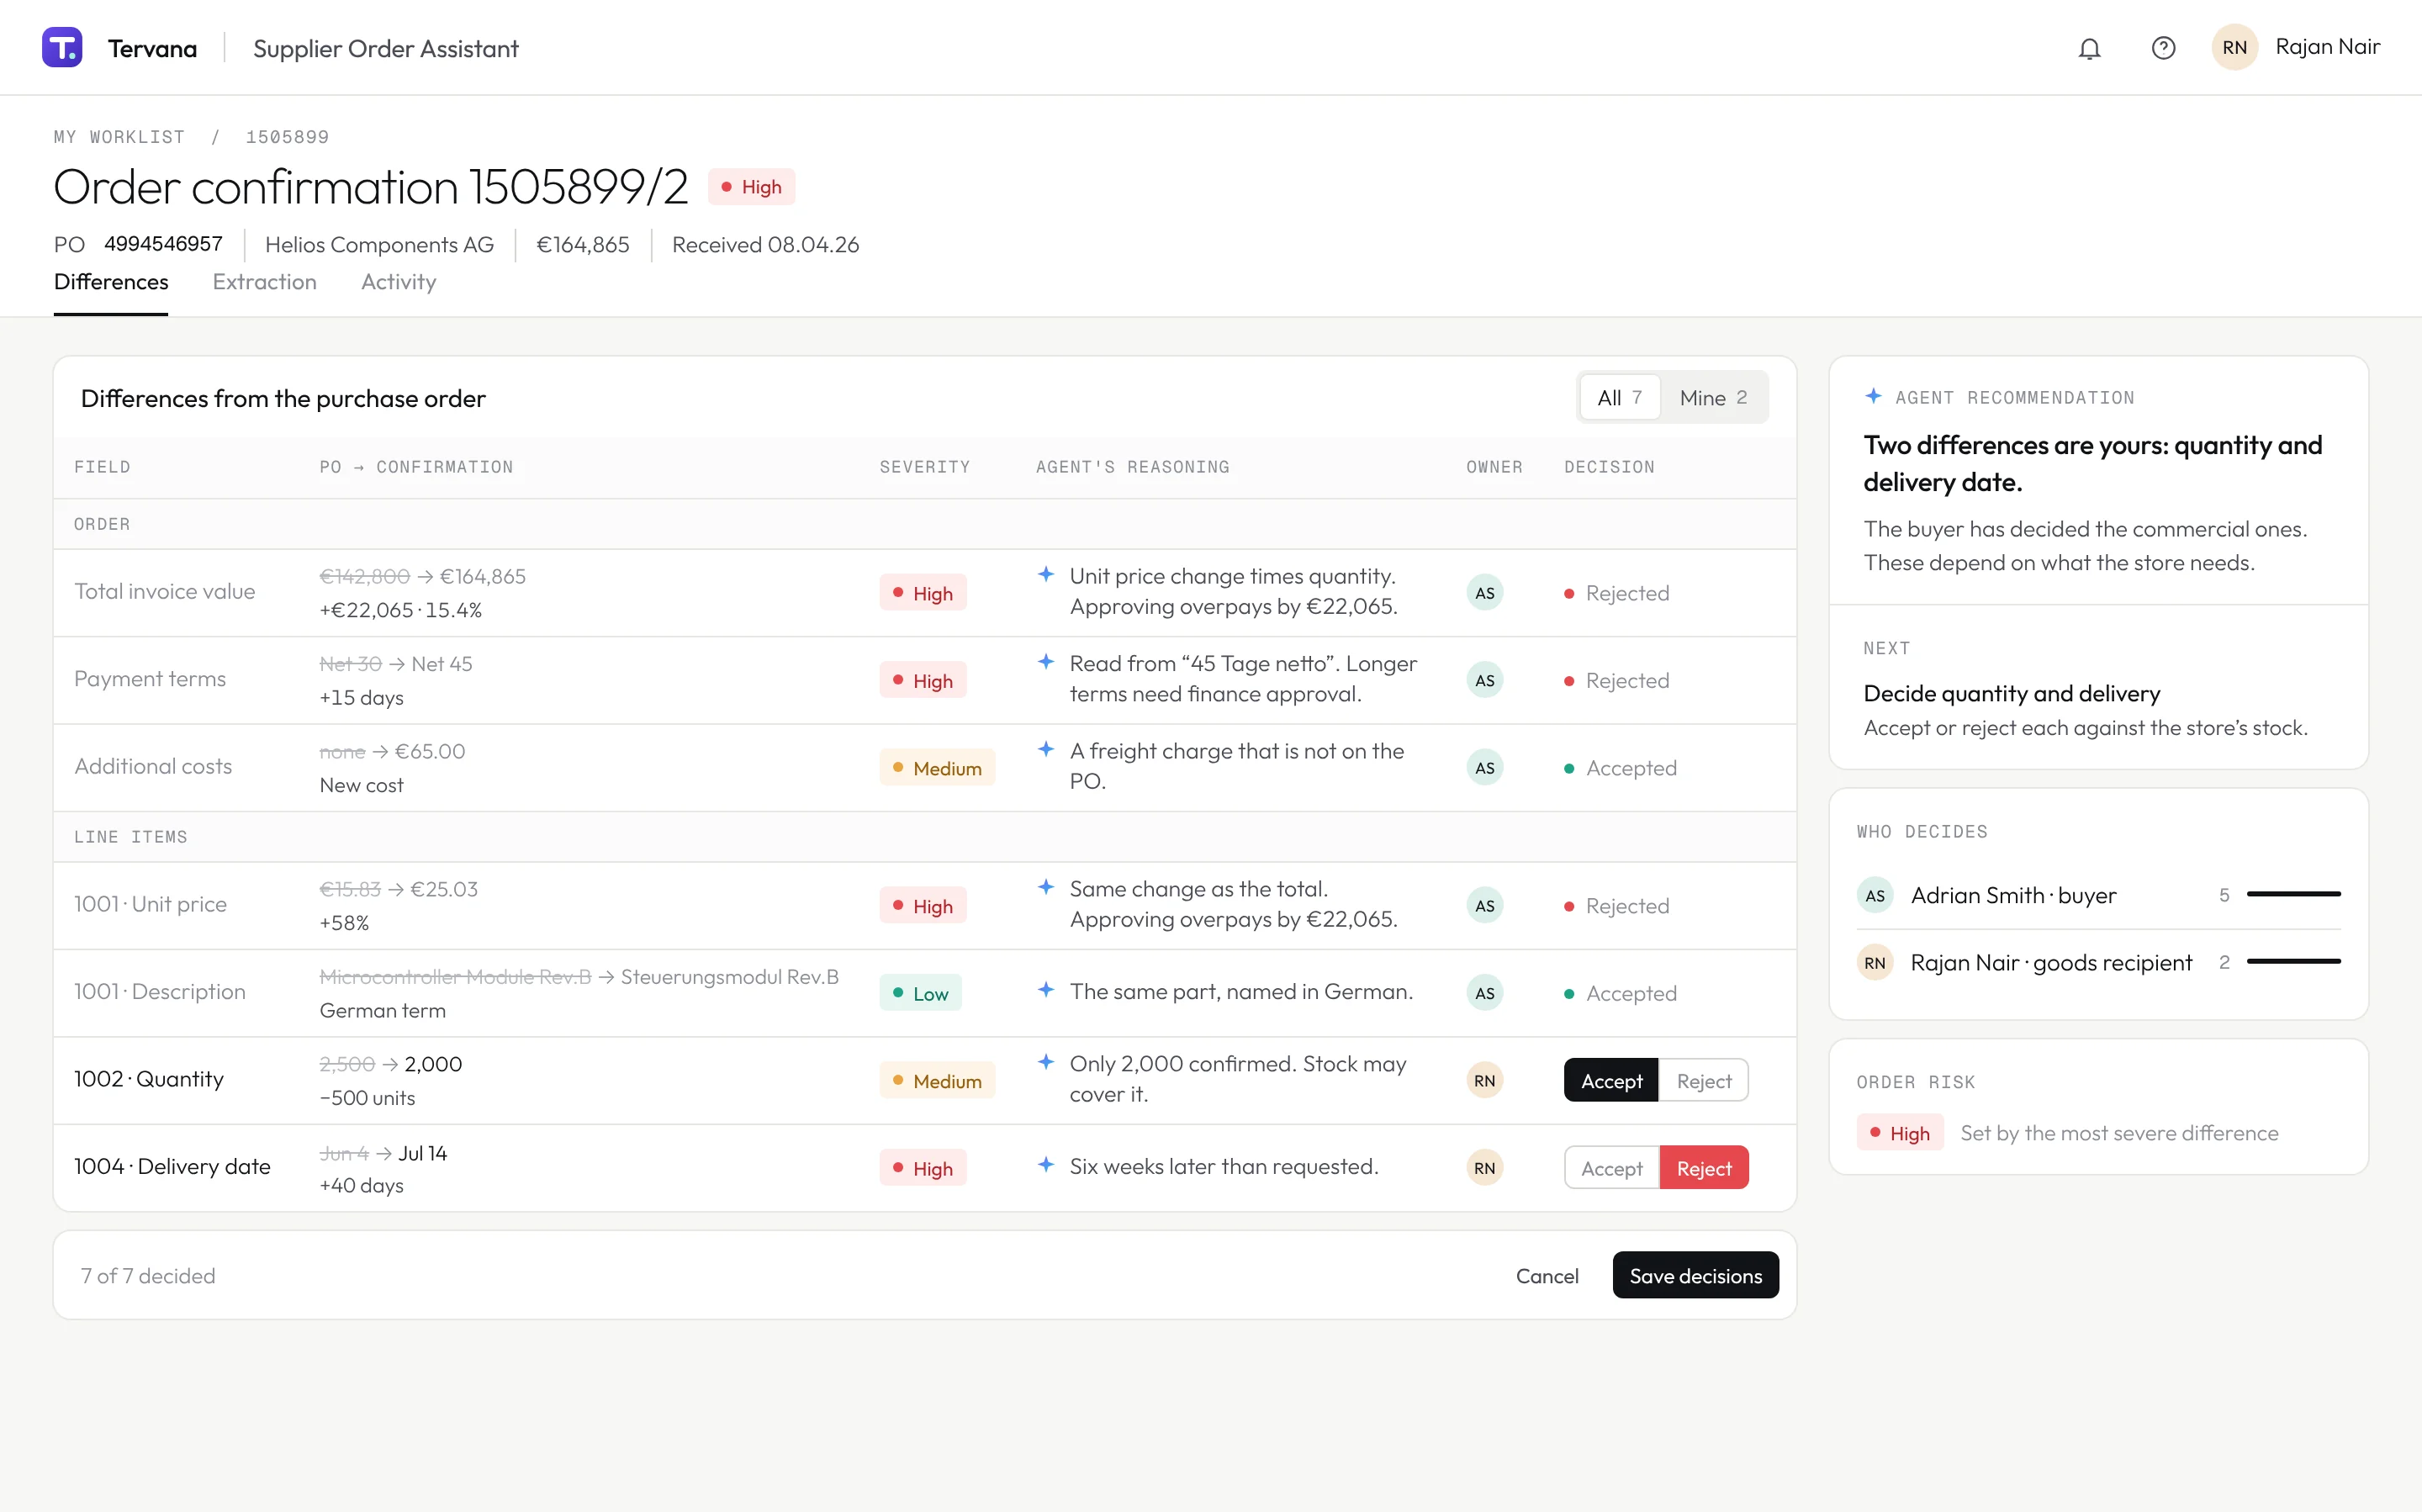 T.
Tervana
Supplier Order Assistant
RN
Rajan Nair
MY WORKLIST / 1505899
Order confirmation 1505899/2
High
PO 4994546957
Helios Components AG
€164,865
Received 08.04.26
Differences
Extraction
Activity
Differences from the purchase order
All 7
Mine 2
FIELD
PO → CONFIRMATION
SEVERITY
AGENT'S REASONING
OWNER
DECISION
ORDER
Total invoice value
€142,800 → €164,865
+€22,065 · 15.4%
High
Unit price change times quantity.
Approving overpays by €22,065.
AS
Rejected
Payment terms
Net 30 → Net 45
+15 days
High
Read from “45 Tage netto”. Longer
terms need finance approval.
AS
Rejected
Additional costs
none → €65.00
New cost
Medium
A freight charge that is not on the
PO.
AS
Accepted
LINE ITEMS
1001 · Unit price
€15.83 → €25.03
+58%
High
Same change as the total.
Approving overpays by €22,065.
AS
Rejected
1001 · Description
Microcontroller Module Rev.B → Steuerungsmodul Rev.B
German term
Low
The same part, named in German.
AS
Accepted
1002 · Quantity
2,500 → 2,000
−500 units
Medium
Only 2,000 confirmed. Stock may
cover it.
RN
Accept
Reject
1004 · Delivery date
Jun 4 → Jul 14
+40 days
High
Six weeks later than requested.
RN
Accept
Reject
7 of 7 decided
Cancel
Save decisions
AGENT RECOMMENDATION
Two differences are yours: quantity and
delivery date.
The buyer has decided the commercial ones.
These depend on what the store needs.
NEXT
Decide quantity and delivery
Accept or reject each against the store’s stock.
WHO DECIDES
AS
Adrian Smith · buyer
5
RN
Rajan Nair · goods recipient
2
ORDER RISK
High
Set by the most severe difference